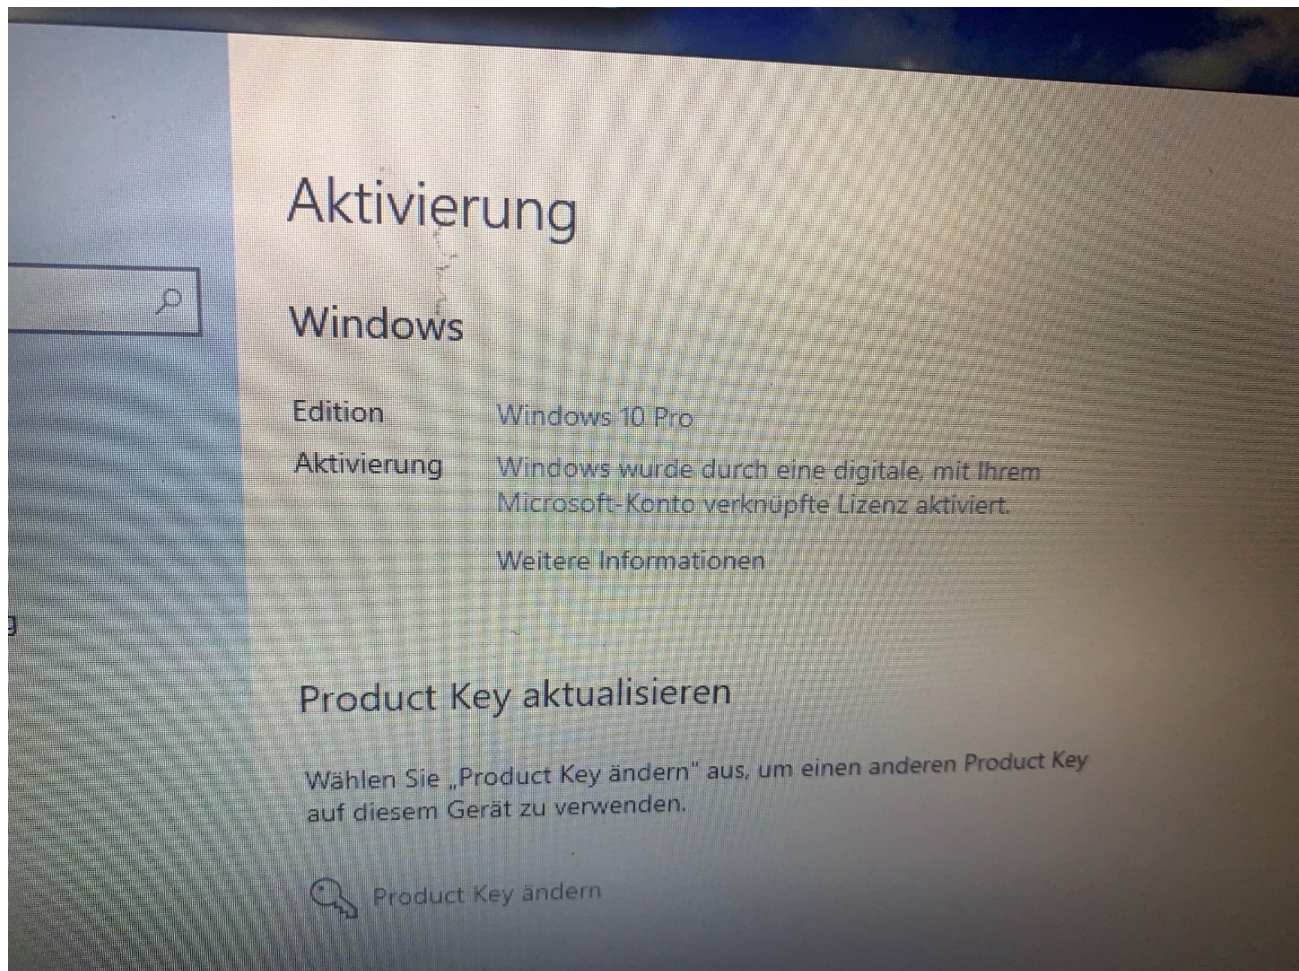 Aktivierung
Windows
Edition Windows 10 Pro
Aktivierung Windows wurde durch eine digitale, mit Ihrem
Microsoft-Konto verknüpfte Lizenz aktiviert.
Weitere Informationen
g
Product Key aktualisieren
Wählen Sie „Product Key ändern" aus, um einen anderen Product Key
auf diesem Gerät zu verwenden.
Product Key ändern